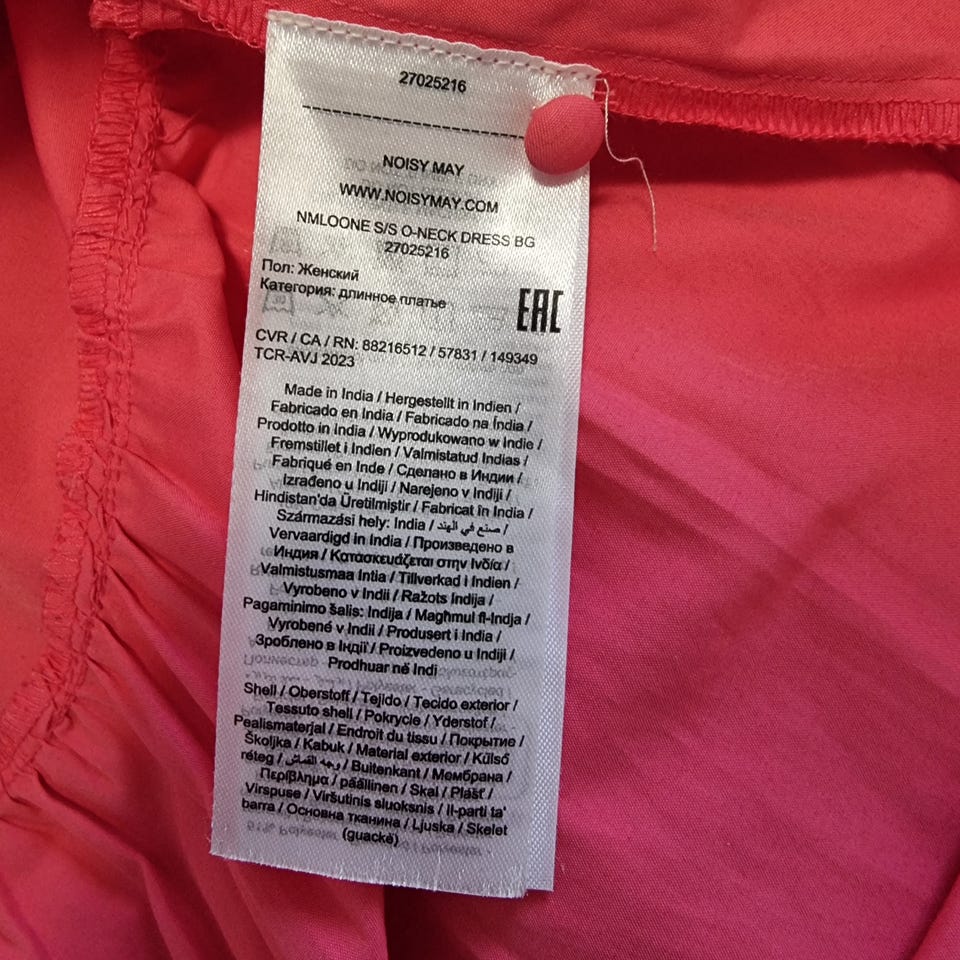 27025216
NOISY MAY
WWW.NOISYMAY.COM
NMLOONE S/S O-NECK DRESS BG
27025216
Пол: Женский
Категория: длинное платье
EAC
CVR / CA / RN: 88216512 / 57831 / 149349
TCR-AVJ 2023
Made in India / Hergestellt in Indien /
Fabricado en India / Fabricado na Índia /
Prodotto in India / Wyprodukowano w Indie /
Fremstillet i Indien / Valmistatud Indias /
Fabriqué en Inde / Сделано в Индии /
Izrađeno u Indiji / Narejeno v Indiji /
Hindistan'da Üretilmiştir / Fabricat în India /
Származási hely: India / صنع في الهند /
Vervaardigd in India / Произведено в
Индия / Κατασκευάζεται στην Ινδία /
Valmistusmaa Intia / Tillverkad i Indien /
Vyrobeno v Indii / Ražots Indija /
Pagaminimo šalis: Indija / Magħmul fl-Indja /
Vyrobené v Indii / Produsert i India /
Зроблено в Індії / Proizvedeno u Indiji /
Prodhuar në Indi
Shell / Oberstoff / Tejido / Tecido exterior /
Tessuto shell / Pokrycie / Yderstof /
Pealismaterjal / Endroit du tissu / Покрытие /
Školjka / Kabuk / Material exterior / Külső
réteg / وجه القماش / Buitenkant / Мембрана /
Περίβλημα / päällinen / Skal / Plášť /
Virspuse / Viršutinis sluoksnis / Il-parti ta'
barra / Основна тканина / Ljuska / Skelet
(guackë)